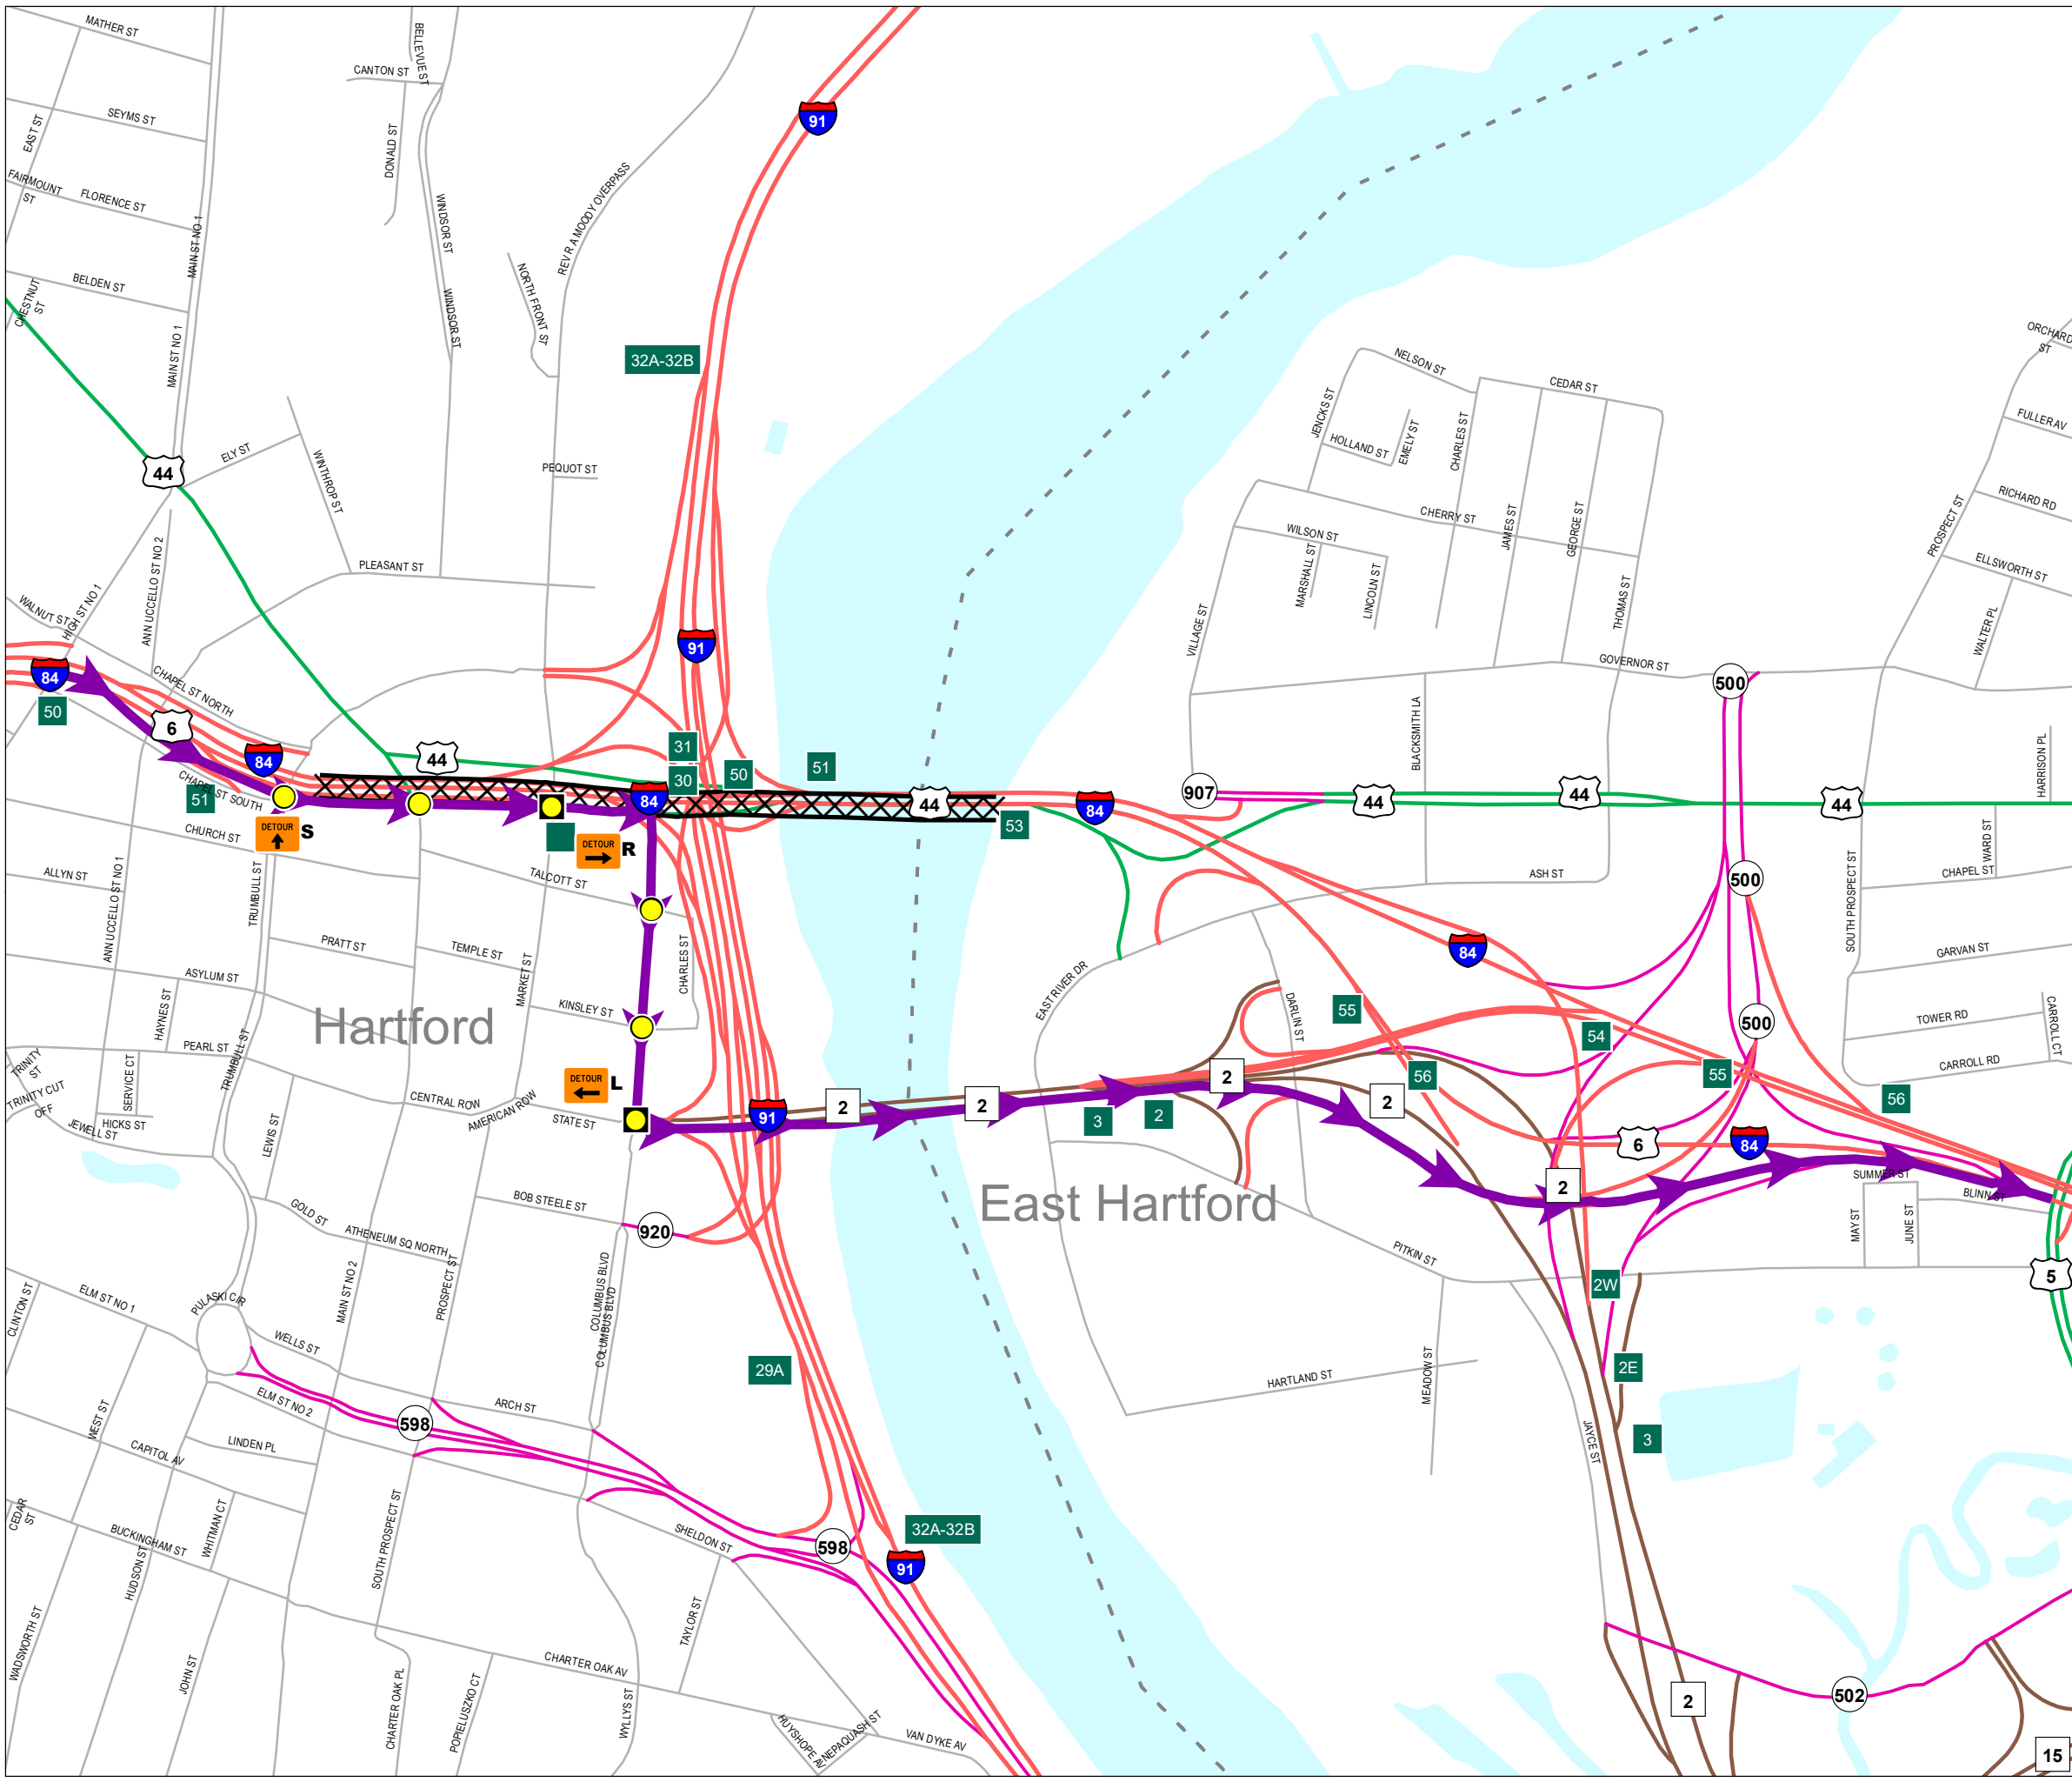 MATHER ST
BELLEVUE ST
CANTON ST
SEYMS ST
91
EAST ST
DONALD ST
FAIRMOUNT
ST
FLORENCE ST
REV R A MOODY OVERPASS
WINDSOR ST
MAIN ST NO 1
BELDEN ST
CHESTNUT
ST
NORTH FRONT ST
WINDSOR ST
MAIN ST NO 1
32A-32B
ORCHARD
ST
NELSON ST
CEDAR ST
JENCKS ST
FULLER AV
HOLLAND ST
EMELY ST
CHARLES ST
44
ELY ST
WINTHROP ST
PEQUOT ST
RICHARD RD
CHERRY ST
PROSPECT ST
JAMES ST
GEORGE ST
WILSON ST
MARSHALL ST
LINCOLN ST
ELLSWORTH ST
PLEASANT ST
ANN UCCELLO ST NO 2
WALNUT ST
HIGH ST NO 1
VILLAGE ST
THOMAS ST
WALTER PL
91
GOVERNOR ST
84
CHAPEL ST NORTH
500
50
6
BLACKSMITH LA
31
84
44
HARRISON PL
30
50
51
CHAPEL ST SOUTH
51
84
44
907
84
44
44
44
53
DETOUR
S
CHURCH ST
DETOUR
R
WARD ST
ALLYN ST
TALCOTT ST
ASH ST
CHAPEL ST
500
ANN UCCELLO ST NO 1
TRUMBULL ST
SOUTH PROSPECT ST
PRATT ST
TEMPLE ST
CHARLES ST
84
GARVAN ST
ASYLUM ST
MARKET ST
EAST RIVER DR
HAYNES ST
KINSLEY ST
DARLIN ST
55
Hartford
500
TOWER RD
CARROLL CT
54
PEARL ST
TRINITY
ST
SERVICE CT
TRUMBULL ST
CARROLL RD
55
56
2
DETOUR
L
TRINITY CUT
OFF
CENTRAL ROW
AMERICAN ROW
2
2
2
56
HICKS ST
STATE ST
91
3
2
JEWELL ST
LEWIS ST
6
84
SUMMER ST
2
East Hartford
BLINN ST
GOLD ST
BOB STEELE ST
920
MAY ST
JUNE ST
ATHENEUM SQ NORTH
PITKIN ST
5
ELM ST NO 1
CLINTON ST
PULASKI CIR
MAIN ST NO 2
PROSPECT ST
COLUMBUS BLVD
COLUMBUS BLVD
2W
WELLS ST
29A
HARTLAND ST
MEADOW ST
2E
ELM ST NO 2
WEST ST
598
ARCH ST
JAYCE ST
3
CAPITOL AV
LINDEN PL
CEDAR
ST
WHITMAN CT
32A-32B
BUCKINGHAM ST
SHELDON ST
598
91
SOUTH PROSPECT ST
HUDSON ST
WADSWORTH ST
TAYLOR ST
JOHN ST
CHARTER OAK AV
CHARTER OAK PL
POPIELUSZKO CT
WYLLYS ST
2
502
HUYSHOPE AV
NEPAQUASH ST
VAN DYKE AV
15